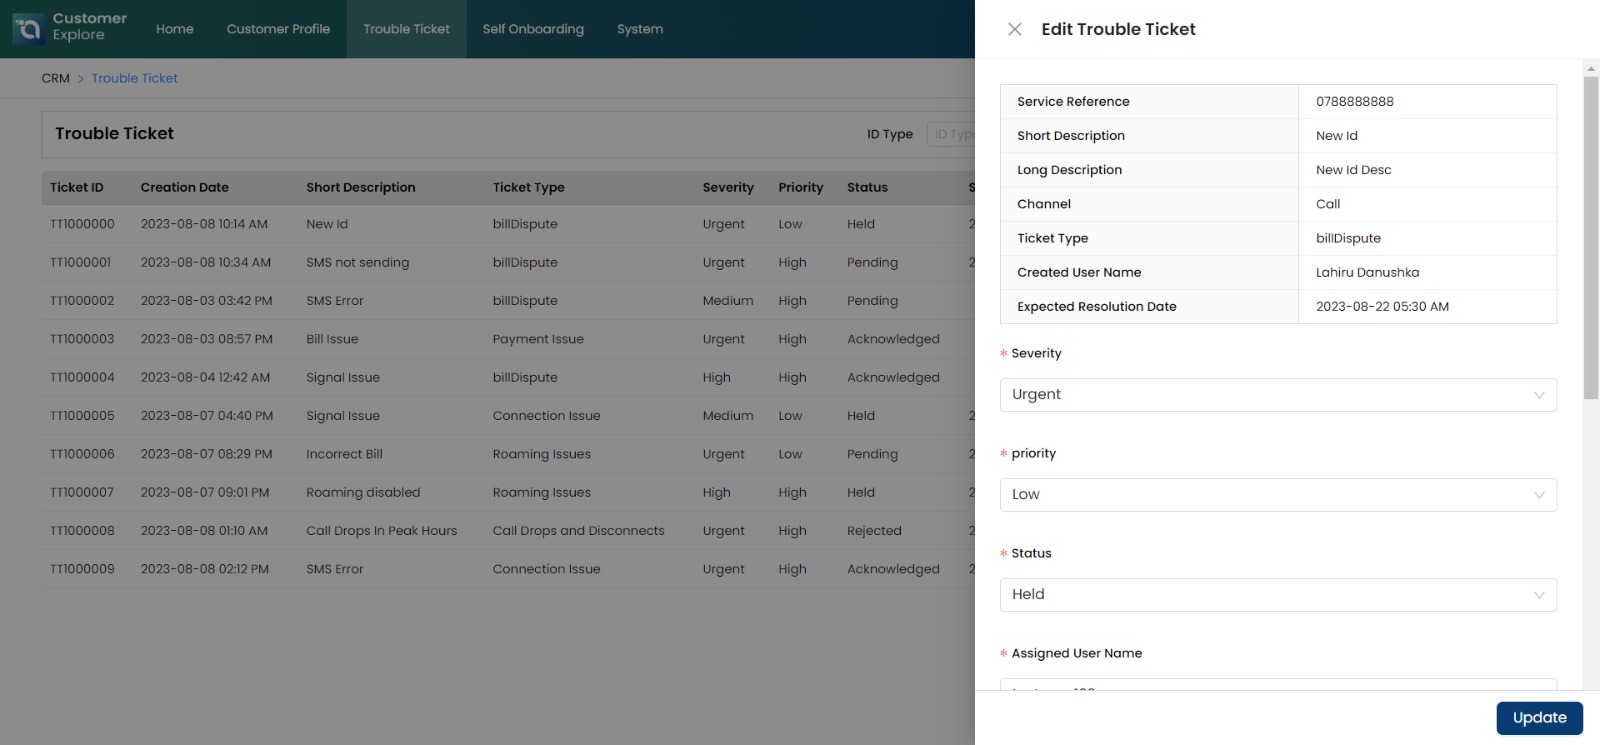 Customer
Explore
Home
Customer Profile
Trouble Ticket
Self Onboarding
System
CRM > Trouble Ticket
Trouble Ticket
ID Type
ID Type
Ticket ID Creation Date Short Description Ticket Type Severity Priority Status S
TT1000000 2023-08-08 10:14 AM New Id billDispute Urgent Low Held 2
TT1000001 2023-08-08 10:34 AM SMS not sending billDispute Urgent High Pending 2
TT1000002 2023-08-03 03:42 PM SMS Error billDispute Medium High Pending
TT1000003 2023-08-03 08:57 PM Bill Issue Payment Issue Urgent High Acknowledged
TT1000004 2023-08-04 12:42 AM Signal Issue billDispute High High Acknowledged
TT1000005 2023-08-07 04:40 PM Signal Issue Connection Issue Medium Low Held 2
TT1000006 2023-08-07 08:29 PM Incorrect Bill Roaming Issues Urgent Low Pending 2
TT1000007 2023-08-07 09:01 PM Roaming disabled Roaming Issues High High Held 2
TT1000008 2023-08-08 01:10 AM Call Drops In Peak Hours Call Drops and Disconnects Urgent High Rejected 2
TT1000009 2023-08-08 02:12 PM SMS Error Connection Issue Urgent High Acknowledged 2
Edit Trouble Ticket
Service Reference 0788888888
Short Description New Id
Long Description New Id Desc
Channel Call
Ticket Type billDispute
Created User Name Lahiru Danushka
Expected Resolution Date 2023-08-22 05:30 AM
* Severity
Urgent
* priority
Low
* Status
Held
* Assigned User Name
Update